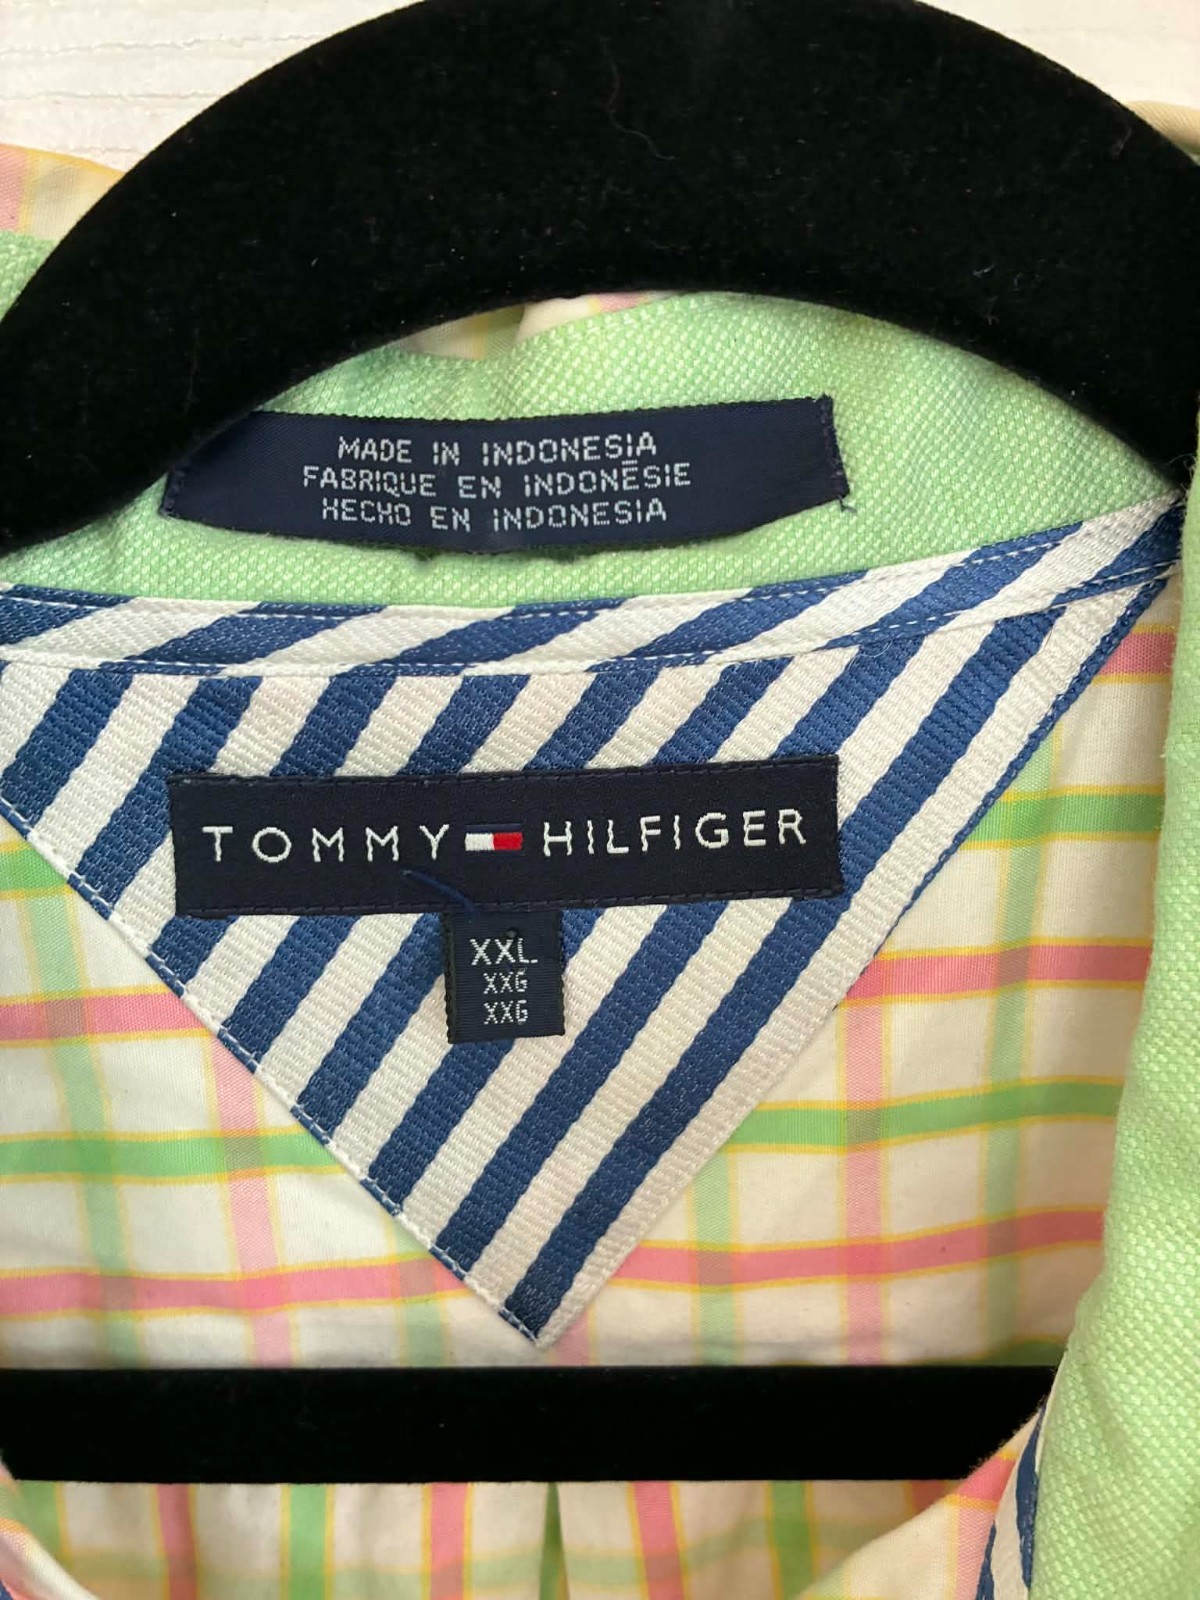 MADE IN INDONESIA
FABRIQUE EN INDONÉSIE
HECHO EN INDONESIA
TOMMY HILFIGER
XXL
XXG
XXG